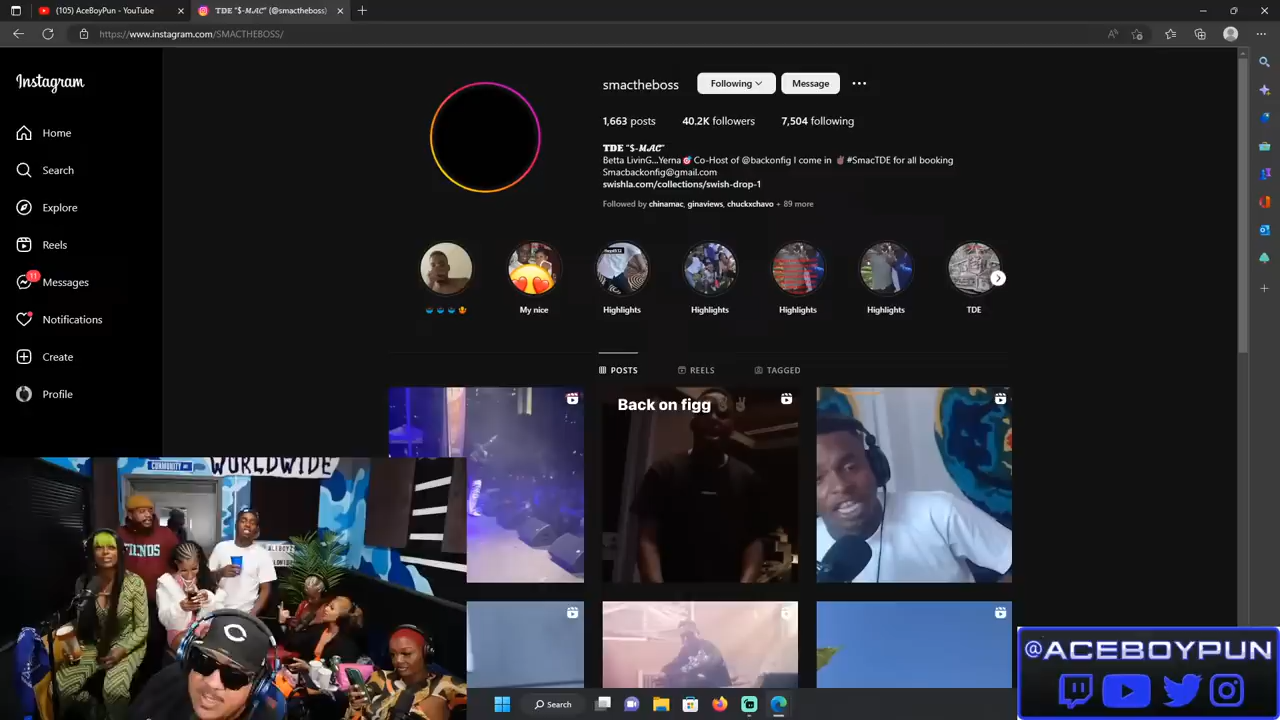 (105) AceBoyPun - YouTube
TDE "$-MAC" (@smactheboss)
https://www.instagram.com/SMACTHEBOSS/
Instagram
Home
Search
Explore
Reels
11
Messages
Notifications
Create
Profile
smactheboss
Following
Message
1,663 posts
40.2K followers
7,504 following
TDE "$-MAC"
Betta LivinG...Yerna🎯 Co-Host of @backonfig I come in ✌🏿 #SmacTDE for all booking
Smacbackonfig@gmail.com
swishla.com/collections/swish-drop-1
Followed by chinamac, ginaviews, chuckxchavo + 89 more
My nice
Highlights
Highlights
Highlights
Highlights
TDE
POSTS
REELS
TAGGED
Back on figg
WORLDWIDE
COMMUNITY
FIENDS
C
Search
@ACEBOYPUN